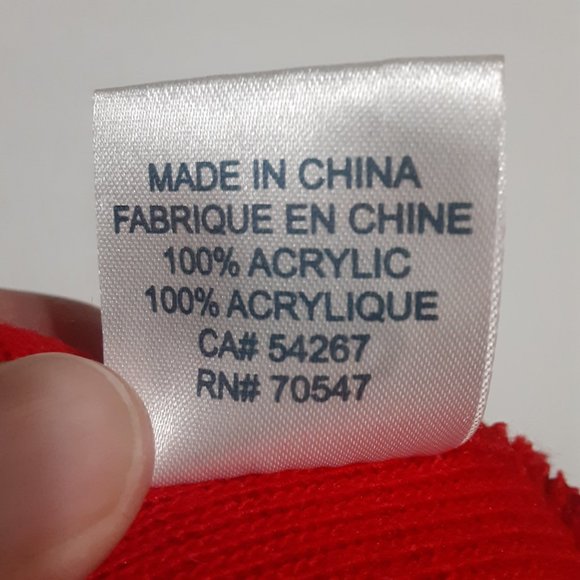 MADE IN CHINA
FABRIQUE EN CHINE
100% ACRYLIC
100% ACRYLIQUE
CA# 54267
RN# 70547